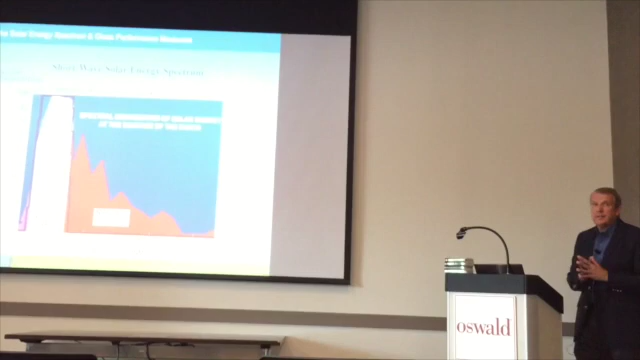 Solar Energy Spectrum & Glass Performance Measured
Short Wave Solar Energy Spectrum
SPECTRAL DISTRIBUTION OF SOLAR ENERGY
AT THE SURFACE OF THE EARTH
oswald